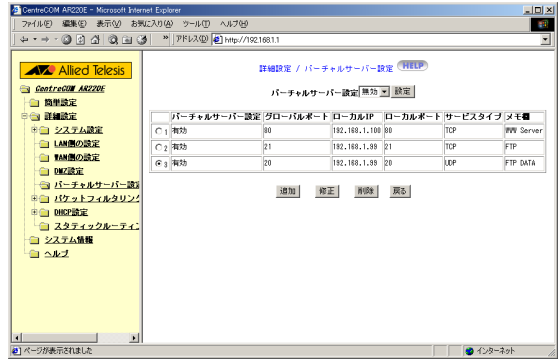 CentreCOM AR220E - Microsoft Internet Explorer
ファイル(F) 編集(E) 表示(V) お気に入り(A) ツール(T) ヘルプ(H)
» アドレス(D) http://192.168.1.1
Allied Telesis
CentreCOM AR220E
簡単設定
詳細設定
システム設定
LAN側の設定
WAN側の設定
DMZ設定
バーチャルサーバー設定
パケットフィルタリング
DHCP設定
スタティックルーティン
システム情報
ヘルプ
詳細設定 / バーチャルサーバー設定 HELP
バーチャルサーバー設定 無効 設定
バーチャルサーバー設定 グローバルポート ローカルIP ローカルポート サービスタイプ メモ欄
1 有効 80 192.168.1.100 80 TCP WWW Server
2 有効 21 192.168.1.99 21 TCP FTP
3 有効 20 192.168.1.99 20 UDP FTP DATA
追加 修正 削除 戻る
ページが表示されました インターネット